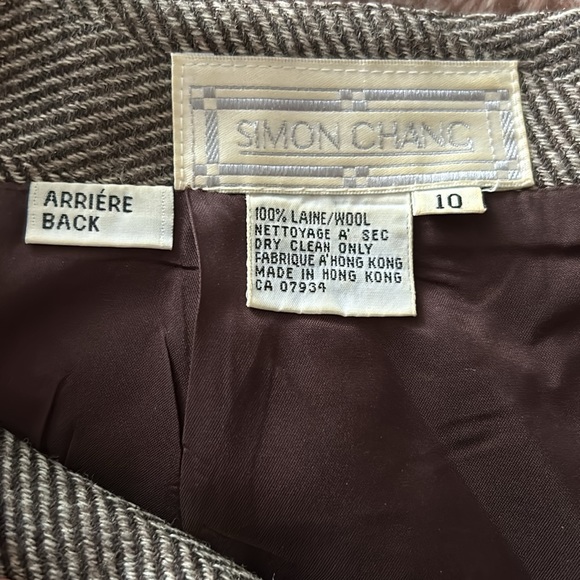 SIMON CHANG
ARRIÉRE
BACK
10
100% LAINE/WOOL
NETTOYAGE A' SEC
DRY CLEAN ONLY
FABRIQUE A'HONG KONG
MADE IN HONG KONG
CA 07934